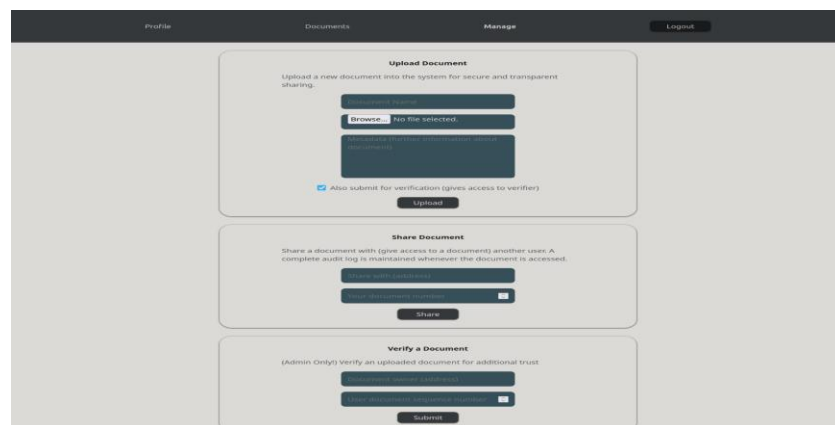 Profile Documents Manage Logout
Upload Document
Upload a new document into the system for secure and transparent
sharing.
Document Name
Browse... No file selected.
Metadata (further information about
document)
Also submit for verification (gives access to verifier)
Upload
Share Document
Share a document with (give access to a document) another user. A
complete audit log is maintained whenever the document is accessed.
Share with (address)
Your document number
Share
Verify a Document
(Admin Only!) Verify an uploaded document for additional trust
Document owner (address)
User document sequence number
Submit